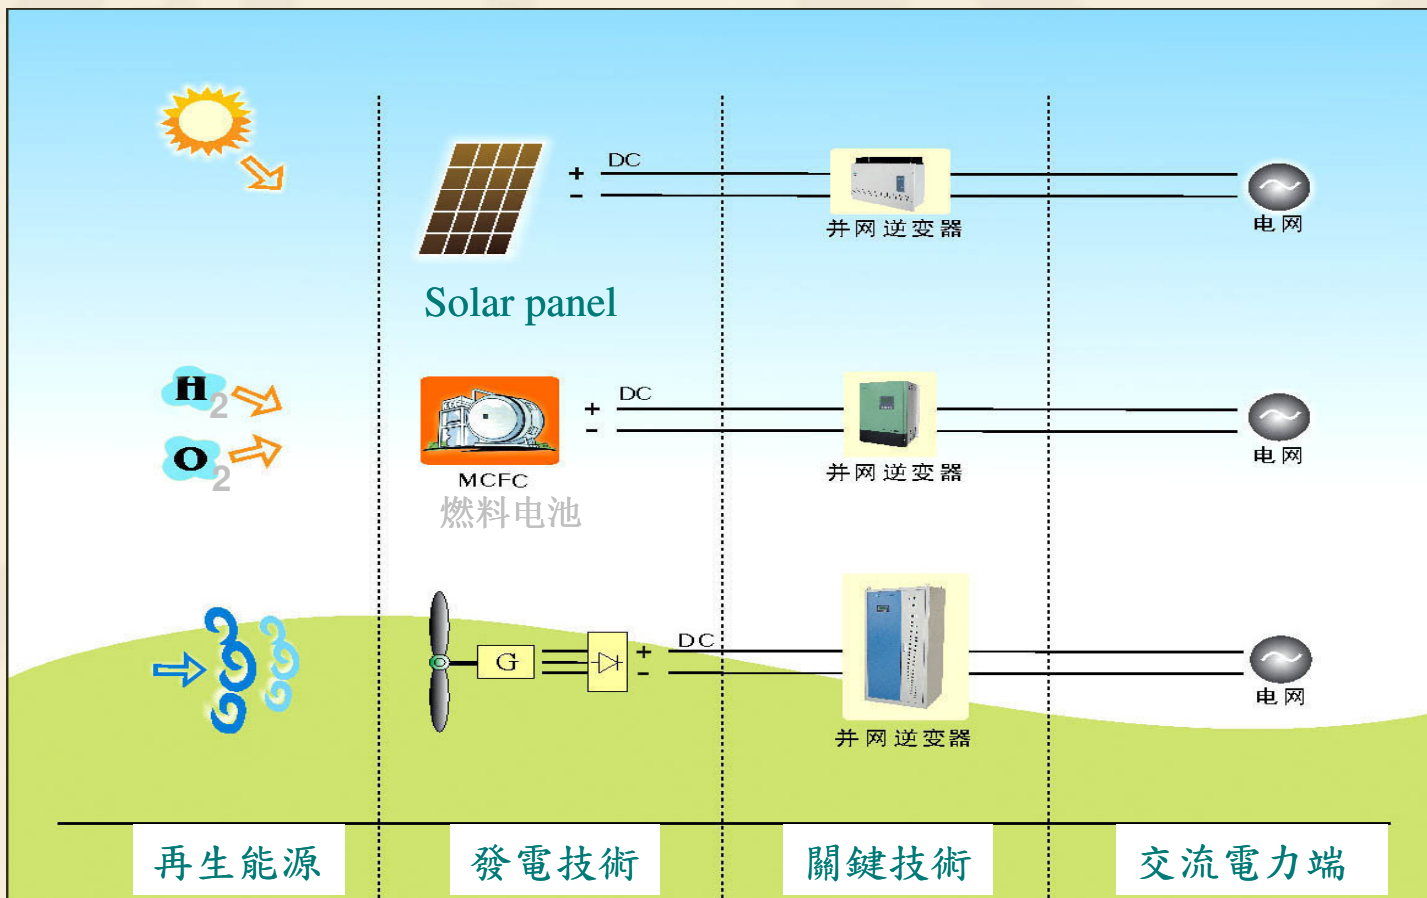 DC
+
-
并网逆变器
电网
Solar panel
H2
O2
DC
+
-
MCFC
燃料电池
并网逆变器
电网
G
DC
+
-
并网逆变器
电网
再生能源
發電技術
關鍵技術
交流電力端